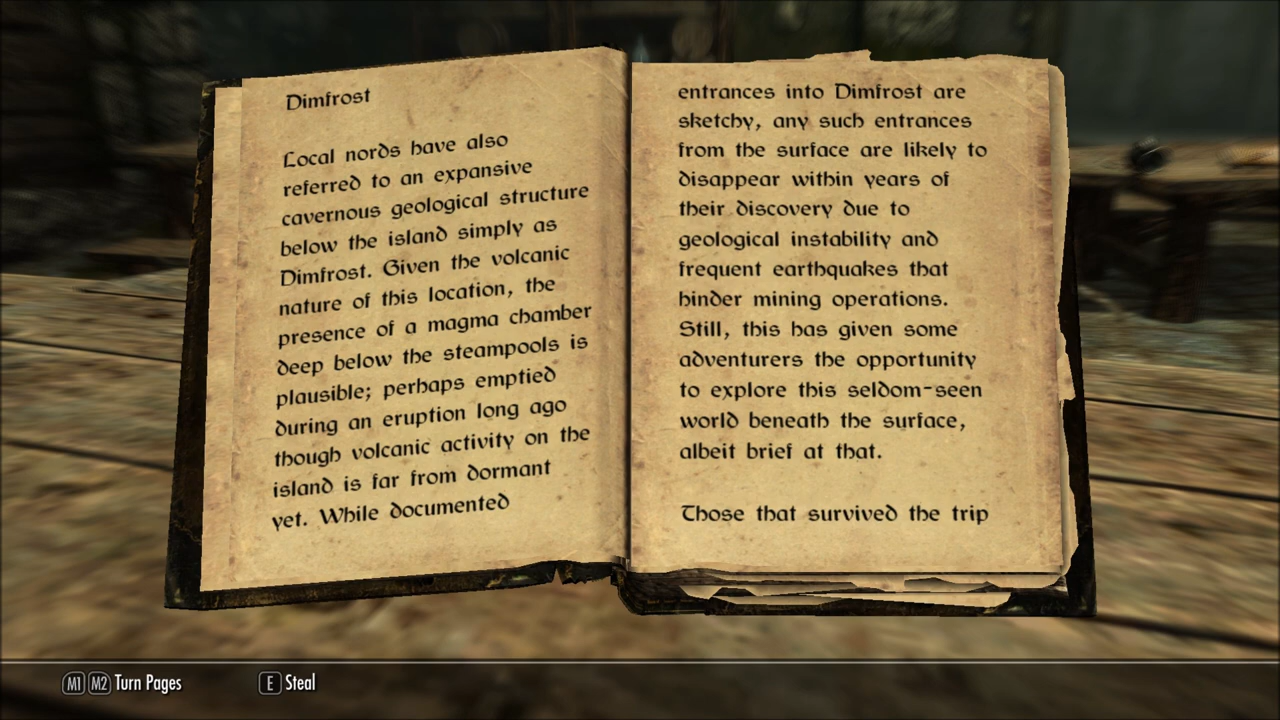 Dimfrost
Local nords have also
referred to an expansive
cavernous geological structure
below the island simply as
Dimfrost. Given the volcanic
nature of this location, the
presence of a magma chamber
deep below the steampools is
plausible; perhaps emptied
during an eruption long ago
though volcanic activity on the
island is far from dormant
yet. While documented
entrances into Dimfrost are
sketchy, any such entrances
from the surface are likely to
disappear within years of
their discovery due to
geological instability and
frequent earthquakes that
hinder mining operations.
Still, this has given some
adventurers the opportunity
to explore this seldom-seen
world beneath the surface,
albeit brief at that.
Those that survived the trip
M1 M2 Turn Pages
E Steal